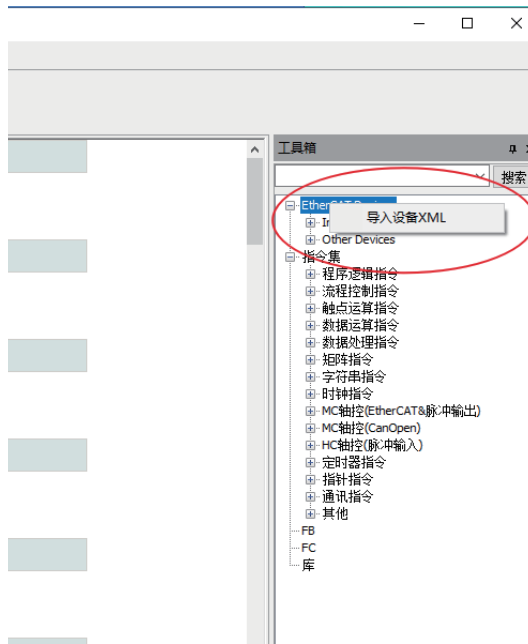 工具箱
搜索
EtherCAT Devices
导入设备XML
Other Devices
指令集
程序逻辑指令
流程控制指令
触点运算指令
数据运算指令
数据处理指令
矩阵指令
字符串指令
时钟指令
MC轴控(EtherCAT&脉冲输出)
MC轴控(CanOpen)
HC轴控(脉冲输入)
定时器指令
指针指令
通讯指令
其他
FB
FC
库